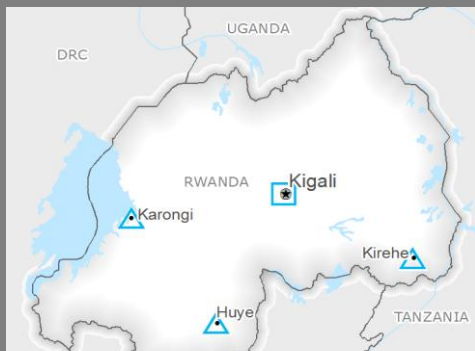 UGANDA
DRC
RWANDA
Kigali
Karongi
Kirehe
Huye
TANZANIA